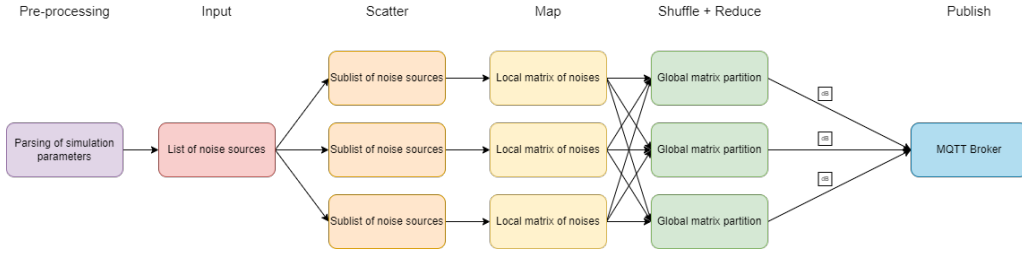 Pre-processing
Input
Scatter
Map
Shuffle + Reduce
Publish
Parsing of simulation
parameters
List of noise sources
Sublist of noise sources
Sublist of noise sources
Sublist of noise sources
Local matrix of noises
Local matrix of noises
Local matrix of noises
Global matrix partition
Global matrix partition
Global matrix partition
dB
dB
dB
MQTT Broker